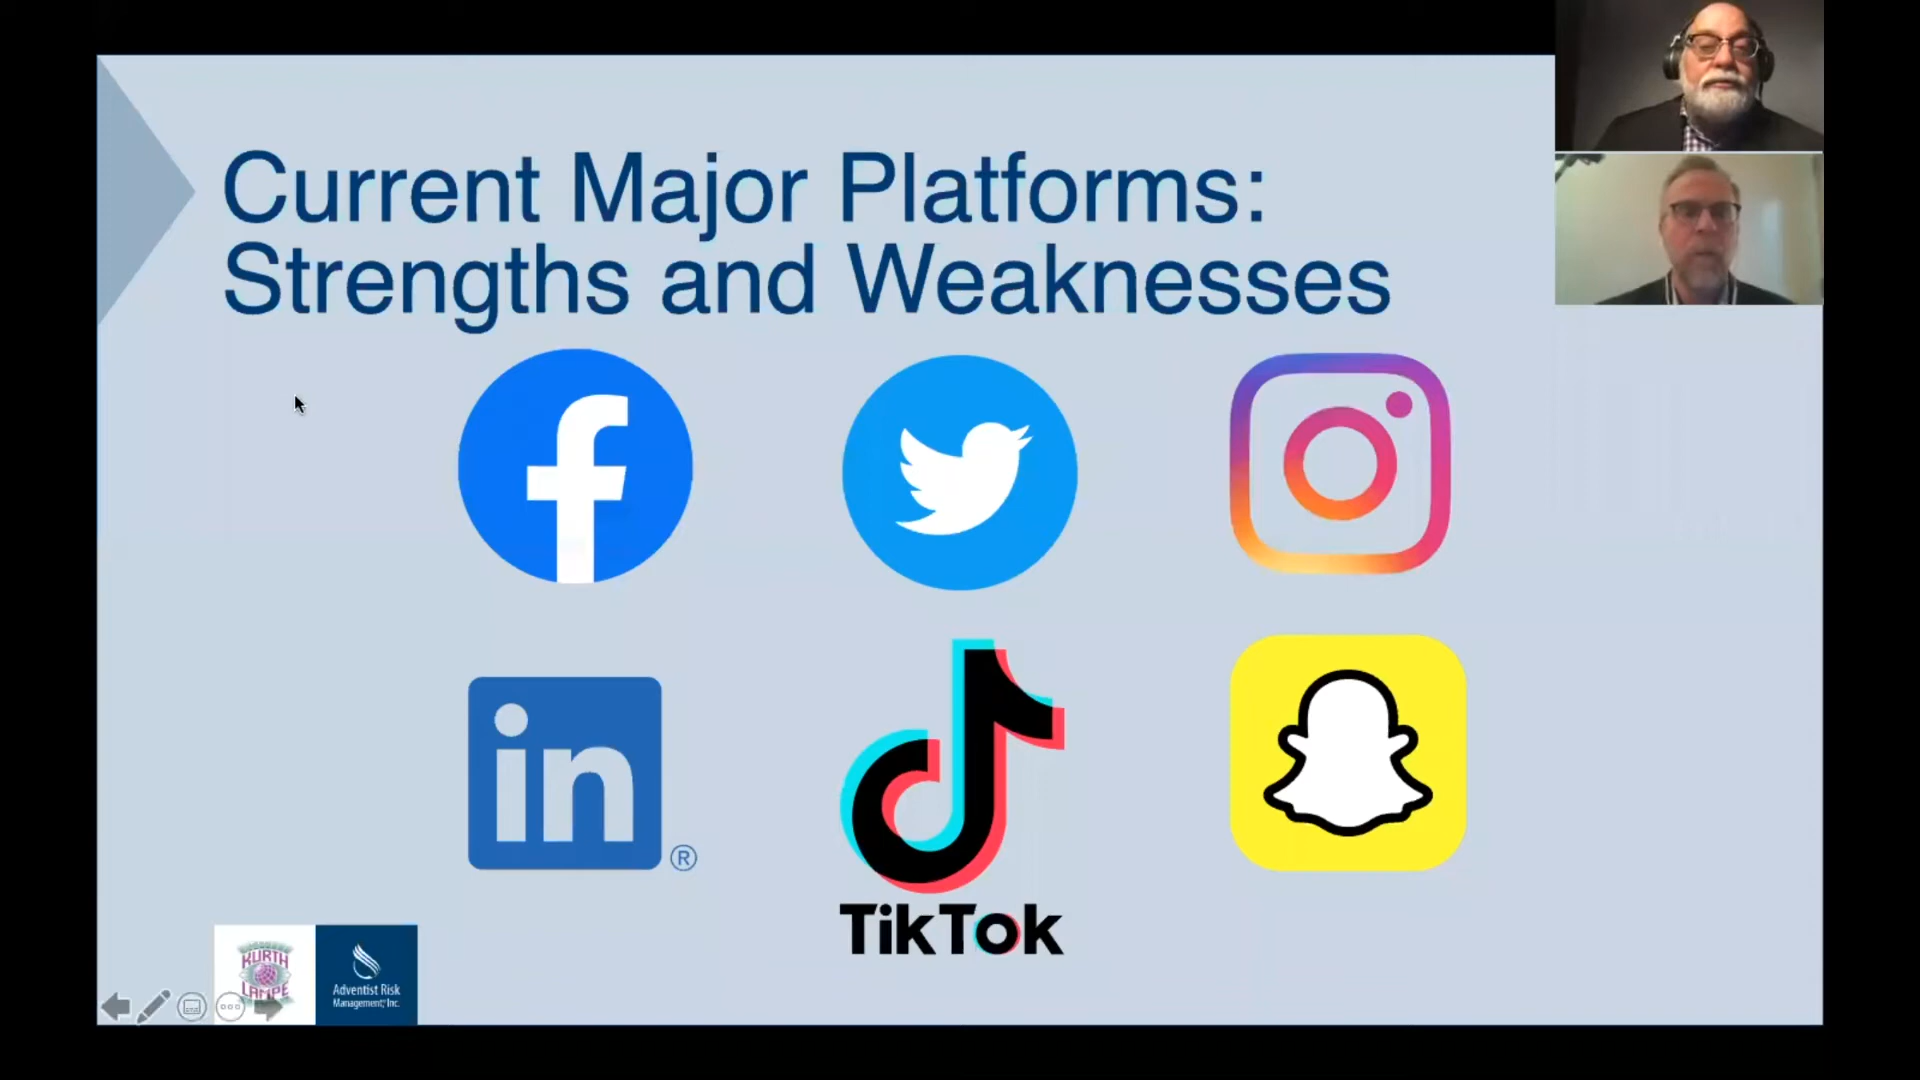 Current Major Platforms:
Strengths and Weaknesses
f
in
®
TikTok
KURTH
LAMPE
Adventist Risk
Management, Inc.